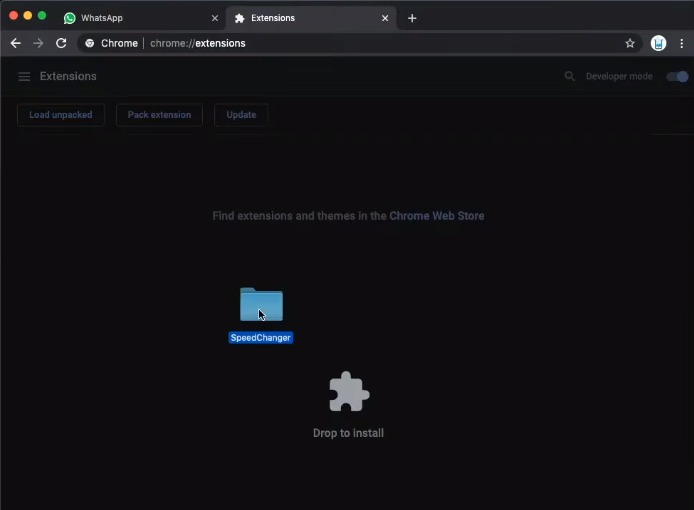 WhatsApp
Extensions
Chrome | chrome://extensions
Extensions
Developer mode
Load unpacked
Pack extension
Update
Find extensions and themes in the Chrome Web Store
SpeedChanger
Drop to install